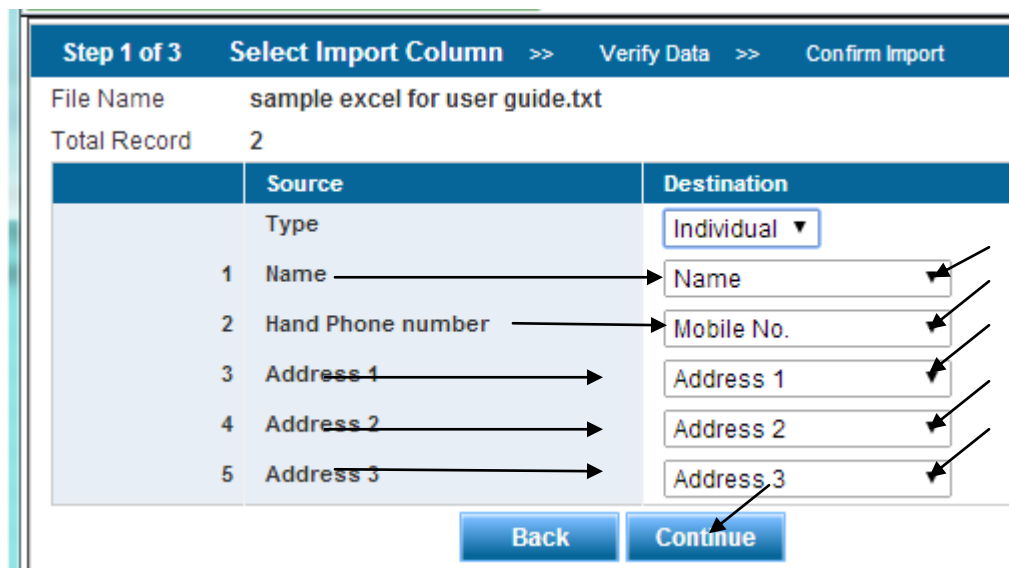 Step 1 of 3 Select Import Column >> Verify Data >> Confirm Import
File Name sample excel for user guide.txt
Total Record 2
Source Destination
Type Individual
1 Name Name
2 Hand Phone number Mobile No.
3 Address 1 Address 1
4 Address 2 Address 2
5 Address 3 Address 3
Back Continue